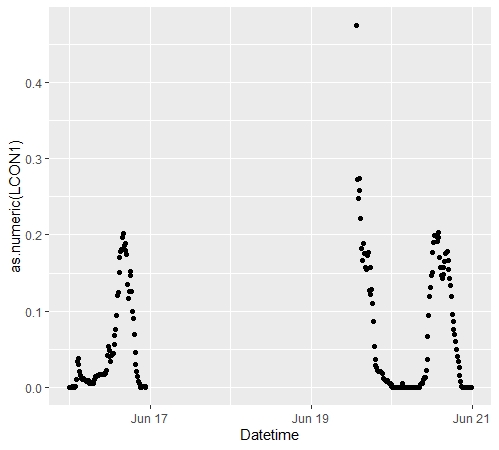 0.4
0.3
0.2
0.1
0.0
as.numeric(LCON1)
Jun 17
Jun 19
Jun 21
Datetime